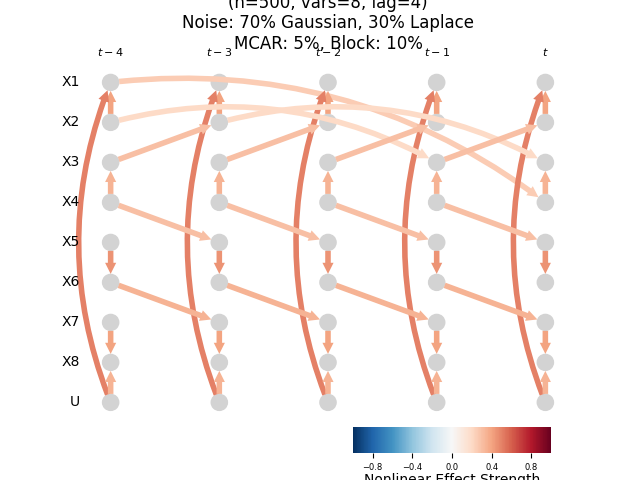 (n=500, vars=8, lag=4)
Noise: 70% Gaussian, 30% Laplace
MCAR: 5%, Block: 10%
t − 4 t − 3 t − 2 t − 1 t
X1
X2
X3
X4
X5
X6
X7
X8
U
−0.8 −0.4 0.0 0.4 0.8
Nonlinear Effect Strength